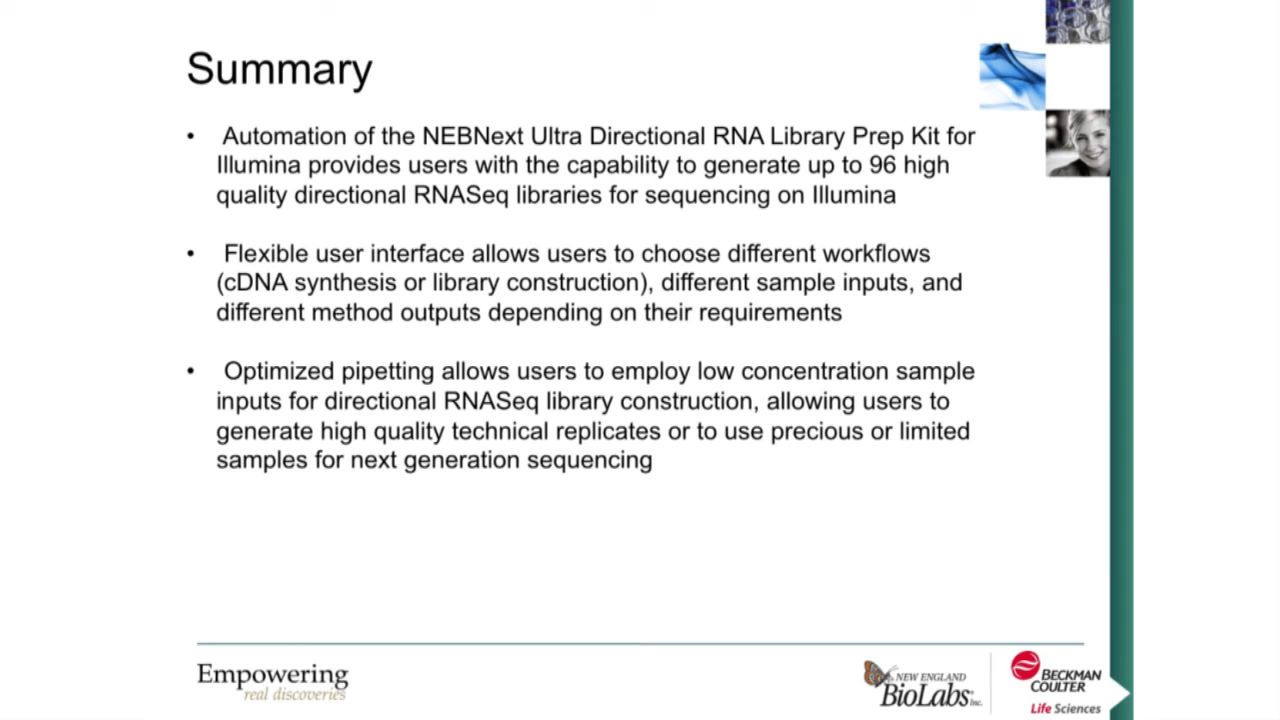 Summary
• Automation of the NEBNext Ultra Directional RNA Library Prep Kit for
Illumina provides users with the capability to generate up to 96 high
quality directional RNASeq libraries for sequencing on Illumina
• Flexible user interface allows users to choose different workflows
(cDNA synthesis or library construction), different sample inputs, and
different method outputs depending on their requirements
• Optimized pipetting allows users to employ low concentration sample
inputs for directional RNASeq library construction, allowing users to
generate high quality technical replicates or to use precious or limited
samples for next generation sequencing
Empowering
real discoveries
NEW ENGLAND
BioLabs Inc.
BECKMAN
COULTER
Life Sciences